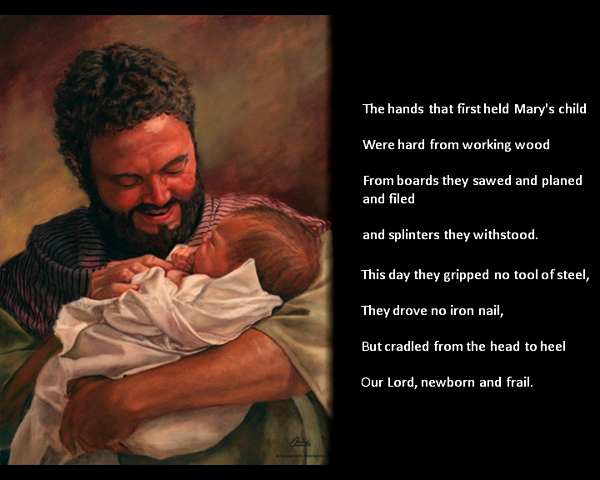 The hands that first held Mary's child
Were hard from working wood
From boards they sawed and planed
and filed
and splinters they withstood.
This day they gripped no tool of steel,
They drove no iron nail,
But cradled from the head to heel
Our Lord, newborn and frail.